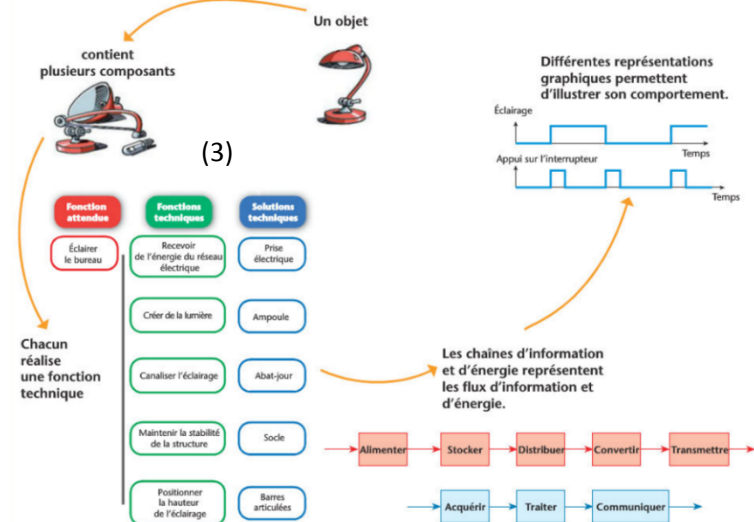 Un objet
contient
plusieurs composants
(3)
Différentes représentations
graphiques permettent
d'illustrer son comportement.
Éclairage
Temps
Appui sur l'interrupteur
Temps
Fonction
attendue
Fonctions
techniques
Solutions
techniques
Éclairer
le bureau
Recevoir
de l'énergie du réseau
électrique
Prise
électrique
Créer de la lumière
Ampoule
Chacun
réalise
une fonction
technique
Canaliser l'éclairage
Abat-jour
Maintenir la stabilité
de la structure
Socle
Positionner
la hauteur
de l'éclairage
Barres
articulées
Les chaînes d'information
et d'énergie représentent
les flux d'information et
d'énergie.
Alimenter
Stocker
Distribuer
Convertir
Transmettre
Acquérir
Traiter
Communiquer